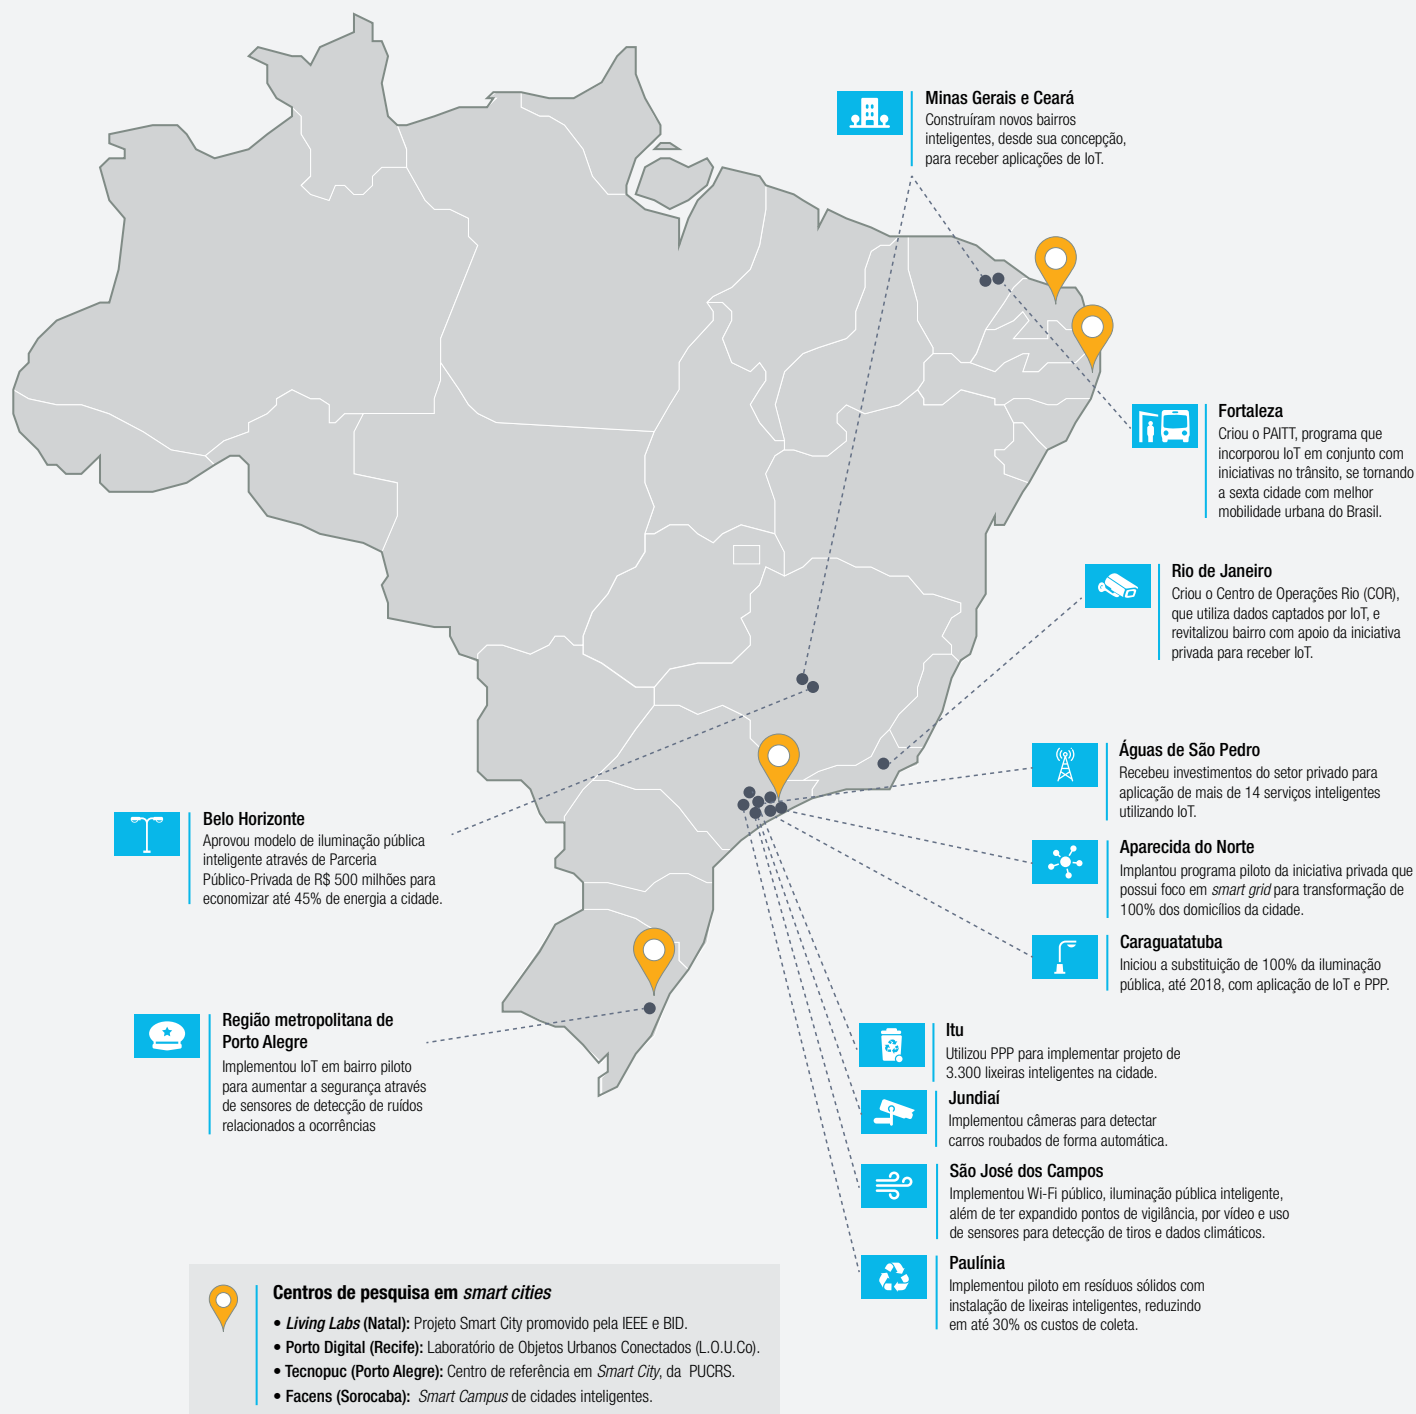 Minas Gerais e Ceará
Construíram novos bairros
inteligentes, desde sua concepção,
para receber aplicações de IoT.
Fortaleza
Criou o PAITT, programa que
incorporou IoT em conjunto com
iniciativas no trânsito, se tornando
a sexta cidade com melhor
mobilidade urbana do Brasil.
Rio de Janeiro
Criou o Centro de Operações Rio (COR),
que utiliza dados captados por IoT, e
revitalizou bairro com apoio da iniciativa
privada para receber IoT.
Águas de São Pedro
Recebeu investimentos do setor privado para
aplicação de mais de 14 serviços inteligentes
utilizando IoT.
Belo Horizonte
Aprovou modelo de iluminação pública
inteligente através de Parceria
Público-Privada de R$ 500 milhões para
economizar até 45% de energia a cidade.
Aparecida do Norte
Implantou programa piloto da iniciativa privada que
possui foco em smart grid para transformação de
100% dos domicílios da cidade.
Caraguatatuba
Iniciou a substituição de 100% da iluminação
pública, até 2018, com aplicação de IoT e PPP.
Região metropolitana de
Porto Alegre
Implementou IoT em bairro piloto
para aumentar a segurança através
de sensores de detecção de ruídos
relacionados a ocorrências
Itu
Utilizou PPP para implementar projeto de
3.300 lixeiras inteligentes na cidade.
Jundiaí
Implementou câmeras para detectar
carros roubados de forma automática.
São José dos Campos
Implementou Wi-Fi público, iluminação pública inteligente,
além de ter expandido pontos de vigilância, por vídeo e uso
de sensores para detecção de tiros e dados climáticos.
Paulínia
Implementou piloto em resíduos sólidos com
instalação de lixeiras inteligentes, reduzindo
em até 30% os custos de coleta.
Centros de pesquisa em smart cities
• Living Labs (Natal): Projeto Smart City promovido pela IEEE e BID.
• Porto Digital (Recife): Laboratório de Objetos Urbanos Conectados (L.O.U.Co).
• Tecnopuc (Porto Alegre): Centro de referência em Smart City, da PUCRS.
• Facens (Sorocaba): Smart Campus de cidades inteligentes.